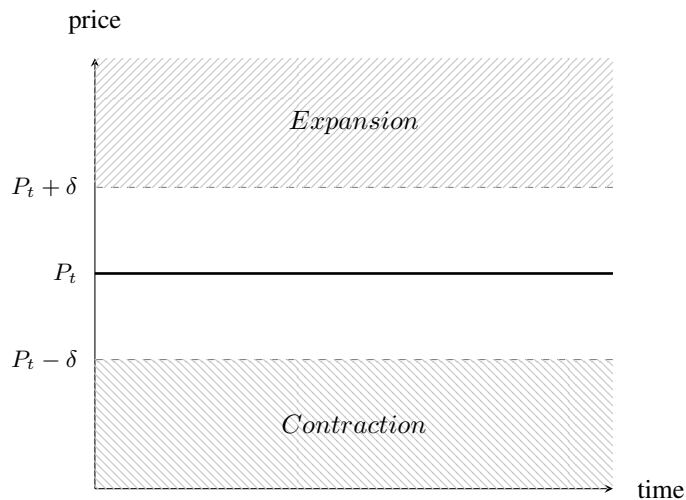 price
Expansion
P_t + δ
P_t
P_t − δ
Contraction
time